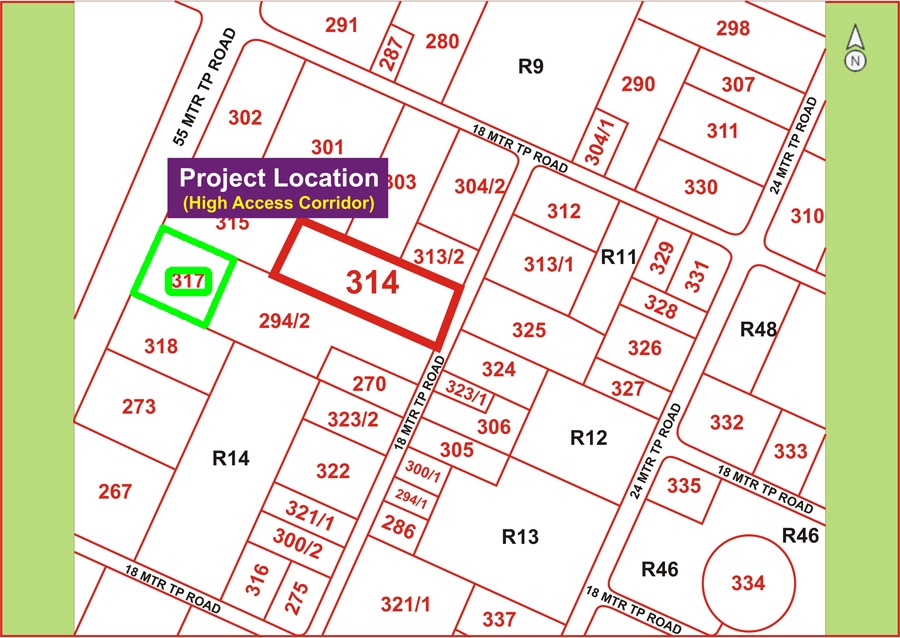 291
287
280
R9
298
290
307
N
55 MTR TP ROAD
302
301
18 MTR TP ROAD
304/1
311
24 MTR TP ROAD
330
Project Location
(High Access Corridor)
303
304/2
315
312
310
313/2
313/1
R11
329
331
317
314
328
294/2
325
R48
318
326
324
270
323/1
327
273
323/2
18 MTR TP ROAD
306
R12
332
305
24 MTR TP ROAD
333
R14
322
300/1
335
18 MTR TP ROAD
267
294/1
321/1
286
300/2
R13
R46
R46
334
18 MTR TP ROAD
316
275
321/1
337
18 MTR TP ROAD